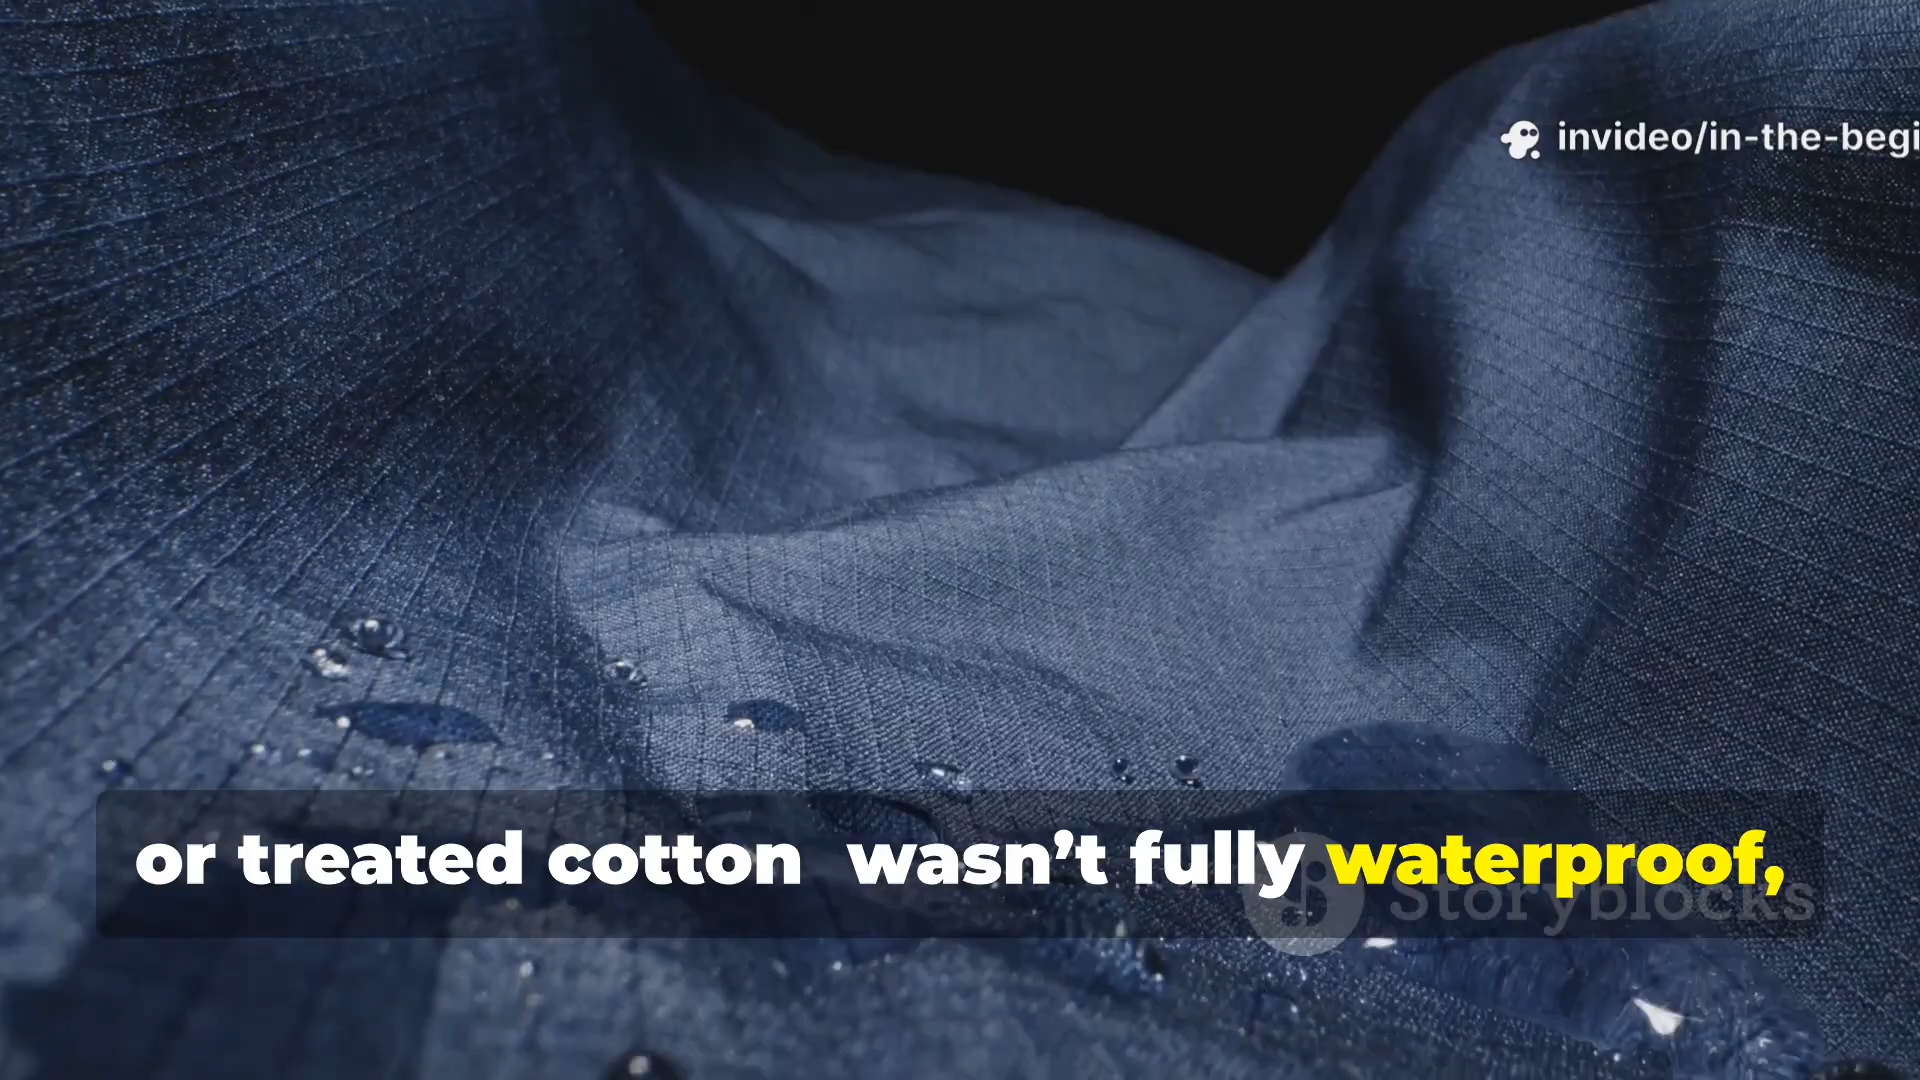 invideo/in-the-begi
or treated cotton wasn't fully waterproof,
Storyblocks